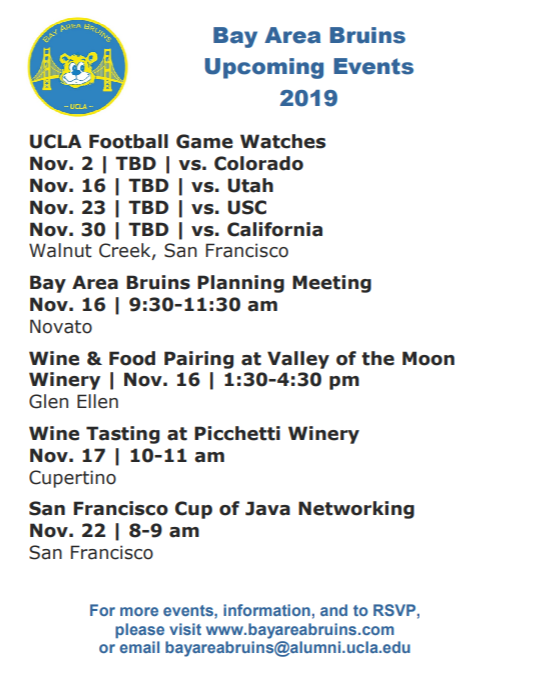 BAY AREA BRUINS
– UCLA –
Bay Area Bruins
Upcoming Events
2019
UCLA Football Game Watches
Nov. 2 | TBD | vs. Colorado
Nov. 16 | TBD | vs. Utah
Nov. 23 | TBD | vs. USC
Nov. 30 | TBD | vs. California
Walnut Creek, San Francisco
Bay Area Bruins Planning Meeting
Nov. 16 | 9:30-11:30 am
Novato
Wine & Food Pairing at Valley of the Moon
Winery | Nov. 16 | 1:30-4:30 pm
Glen Ellen
Wine Tasting at Picchetti Winery
Nov. 17 | 10-11 am
Cupertino
San Francisco Cup of Java Networking
Nov. 22 | 8-9 am
San Francisco
For more events, information, and to RSVP,
please visit www.bayareabruins.com
or email bayareabruins@alumni.ucla.edu